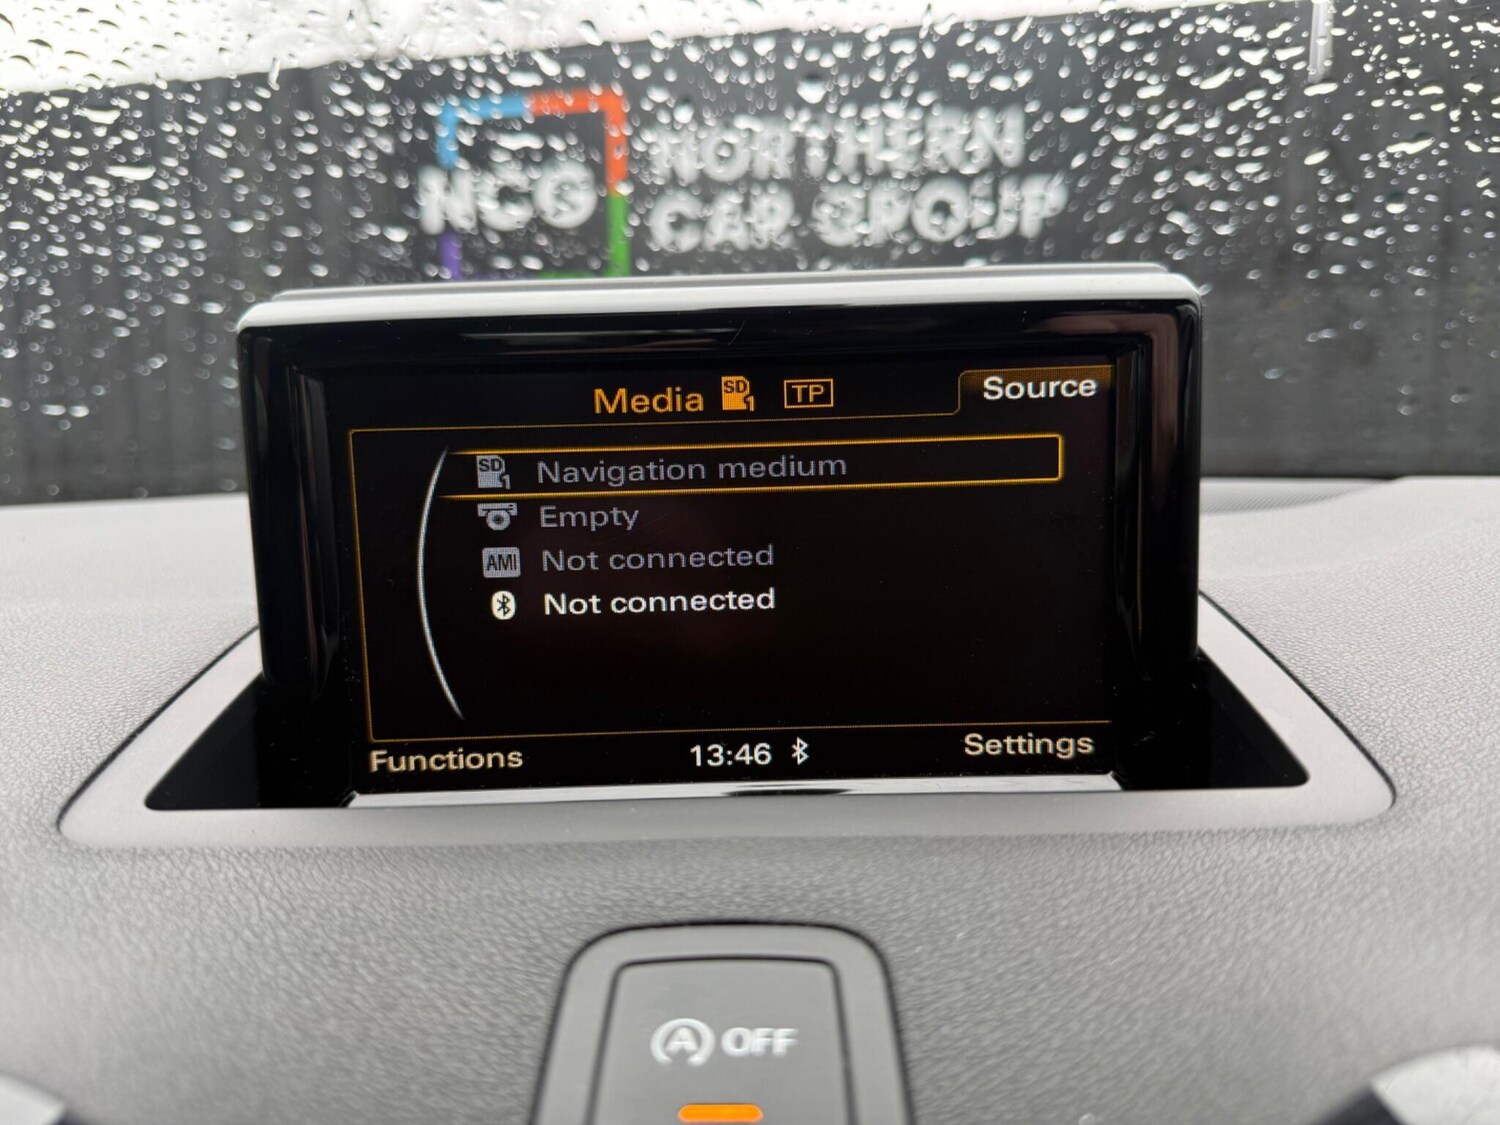 NCG
NORTHERN
CAR GROUP
Media SD 1 TP
Source
SD 1 Navigation medium
Empty
AMI Not connected
Not connected
Functions
13:46
Settings
A OFF